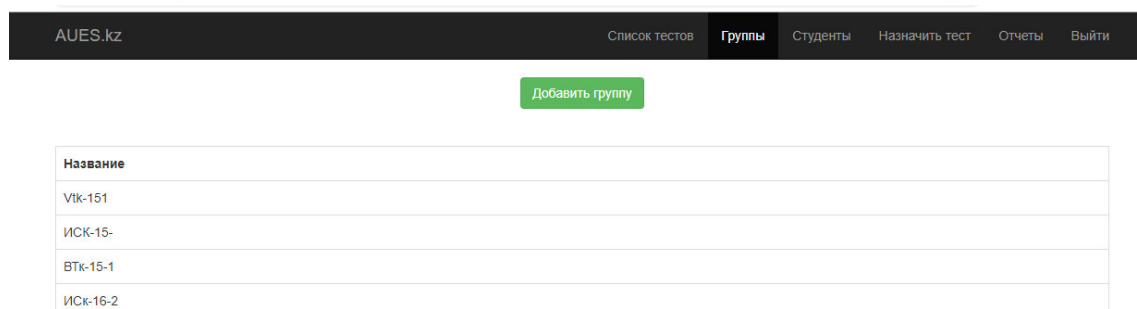 AUES.kz Список тестов Группы Студенты Назначить тест Отчеты Выйти
Добавить группу
Название
Vtk-151
ИСК-15-
ВТк-15-1
ИСк-16-2